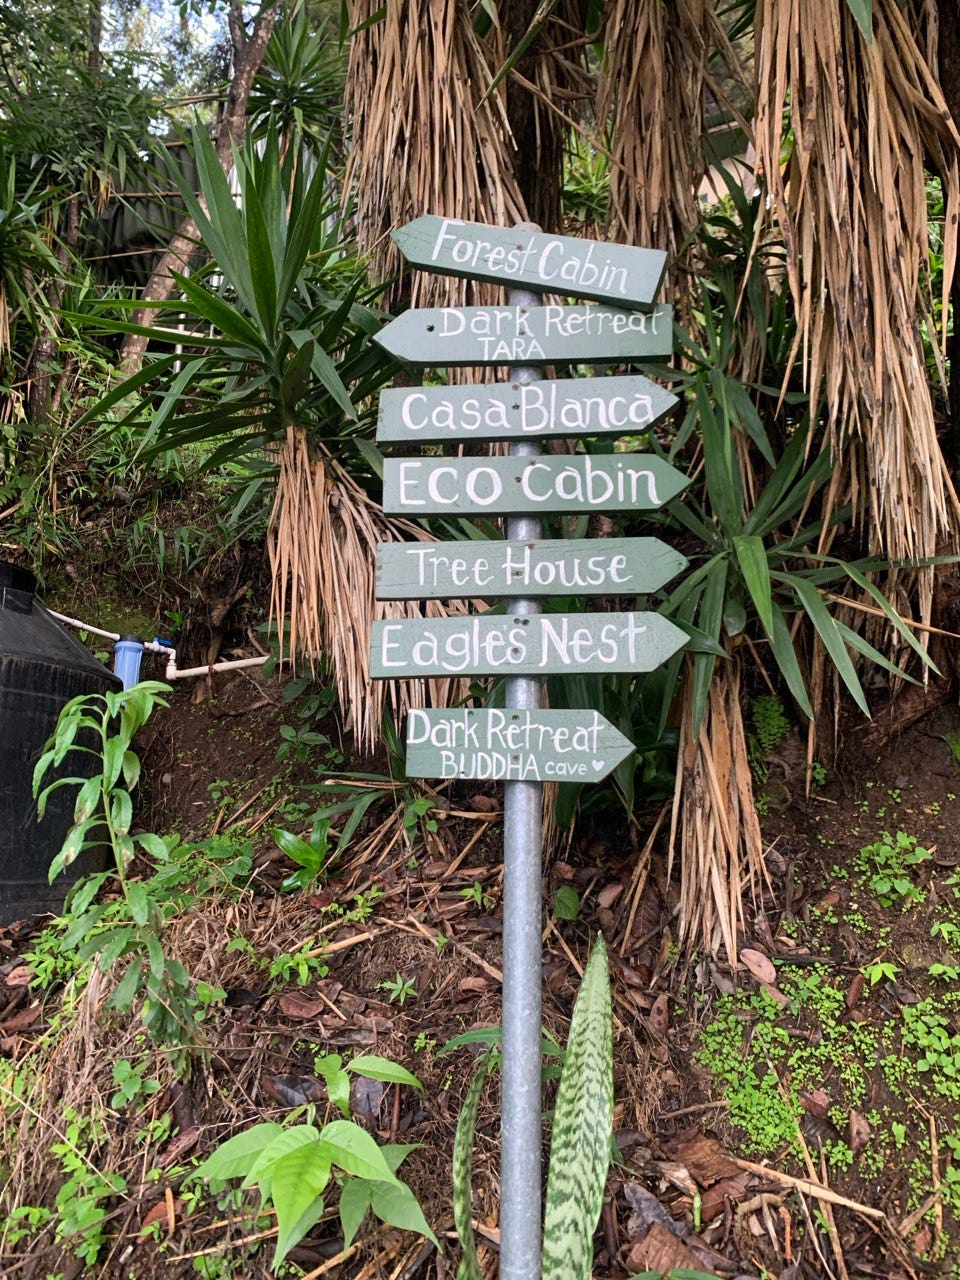 Forest Cabin
Dark Retreat
TARA
Casa Blanca
Eco Cabin
Tree House
Eagles Nest
Dark Retreat
BUDDHA cave